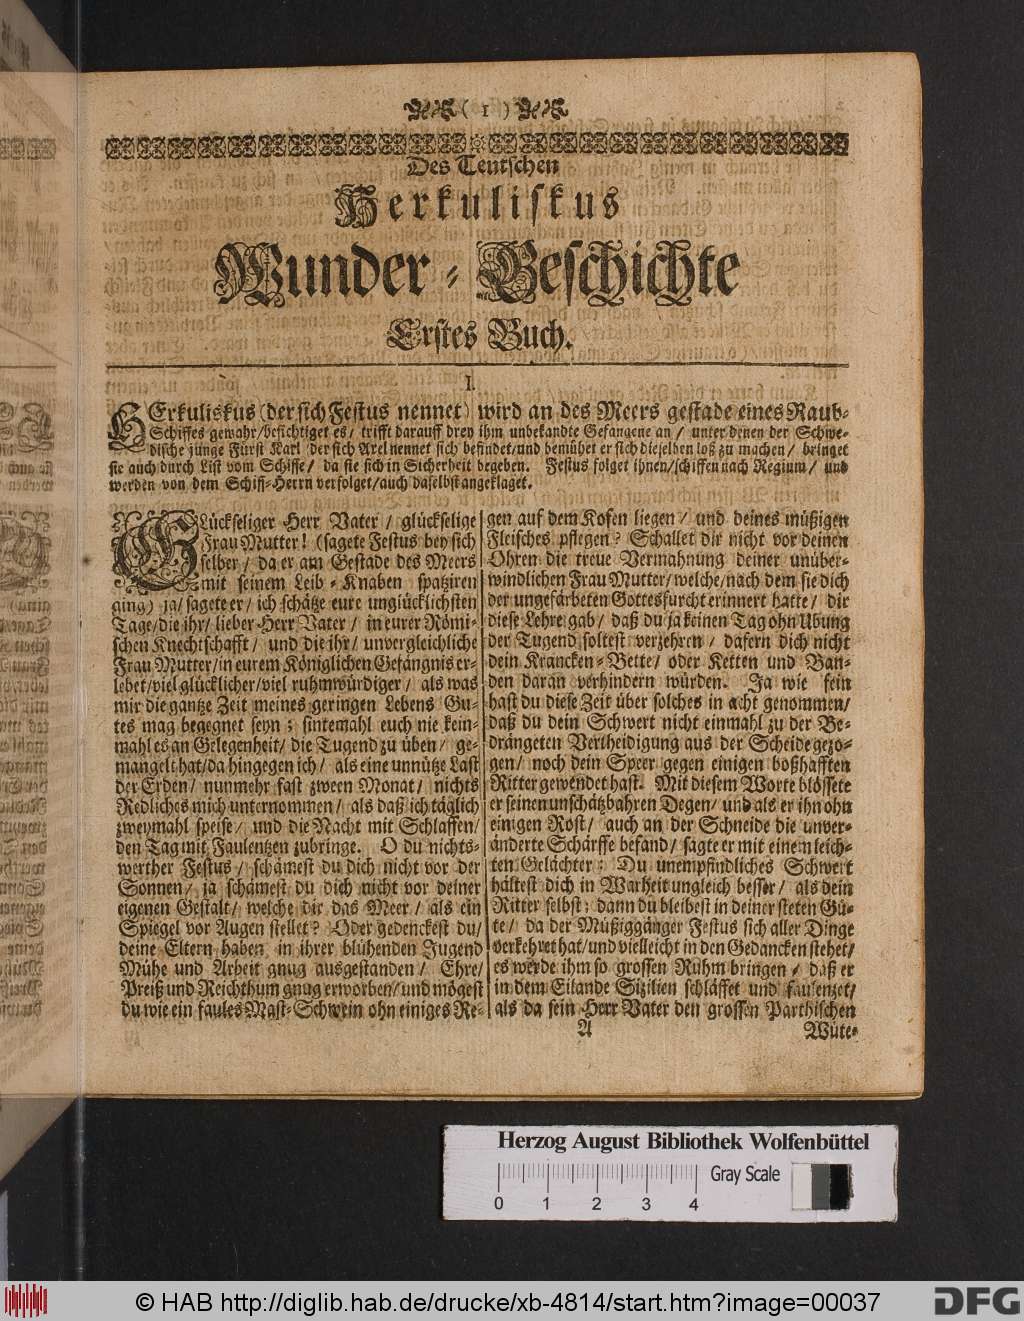 ( 1 )
Des Teutschen
Herkuliskus
Wunder-Geschichte
Erstes Buch.
I.
HErkuliskus (der sich Festus nennet) wird an des Meers gestade eines Raub-
Schiffes gewahr/ besichtiget es/ trifft darauff drey ihm unbekandte Gefangene an/ unter denen der Schwe-
dische junge Fürst Karl der sich Axel nennet sich befindet/ und bemühet er sich dieselben loß zu machen/ bringet
sie auch durch List vom Schiffe/ da sie sich in Sicherheit begeben. Festus folget ihnen/ schiffen nach Regium/ und
werden von dem Schiff-Herrn verfolget/ auch daselbst angeklaget.
GLückseliger Herr Vater/ glückselige
Frau Mutter! (sagete Festus bey sich
selber/ da er am Gestade des Meers
mit seinem Leib-Knaben spatziren
ging) ja/ sagete er/ ich schätze eure unglücklichsten
Tage/ die ihr/ lieber Herr Vater/ in eurer Römi-
schen Knechtschafft/ und die ihr/ unvergleichliche
Frau Mutter/ in eurem Königlichen Gefängnis er-
lebet/ viel glücklicher/ viel ruhmwürdiger/ als was
mir die gantze Zeit meines geringen Lebens Gu-
tes mag begegnet seyn; sintemahl euch nie kein-
mahl es an Gelegenheit/ die Tugend zu üben/ ge-
mangelt hat/ da hingegen ich/ als eine unnütze Last
der Erden/ nunmehr fast zween Monat/ nichts
Redliches mich unternommen/ als daß ich täglich
zweymahl speise/ und die Nacht mit Schlaffen/
den Tag mit Faulentzen zubringe. O du nichts-
werther Festus/ schämest du dich nicht vor der
Sonnen/ ja schämest du dich nicht vor deiner
eigenen Gestalt/ welche dir das Meer/ als ein
Spiegel vor Augen stellet? Oder gedenckest du/
deine Eltern haben in ihrer blühenden Jugend
Mühe und Arbeit gnug ausgestanden/ Ehre/
Preiß und Reichthum gnug erworben/ und mögest
du wie ein faules Mast-Schwein ohn einiges Re-
gen auf dem Kofen liegen/ und deines müßigen
Fleisches pflegen? Schallet dir nicht vor deinen
Ohren die treue Vermahnung deiner unüber-
windlichen Frau Mutter/ welche/ nach dem sie dich
der ungefärbeten Gottesfurcht erinnert hatte/ dir
diese Lehre gab/ daß du ja keinen Tag ohn Ubung
der Tugend soltest verzehren/ dafern dich nicht
dein Krancken-Bette/ oder Ketten und Ban-
den daran verhindern würden. Ja wie fein
hast du diese Zeit über solches in acht genommen/
daß du dein Schwert nicht einmahl zu der Be-
drängeten Vertheidigung aus der Scheide gezo-
gen/ noch dein Speer gegen einigen boßhafften
Ritter gewendet hast. Mit diesem Worte blössete
er seinen unschätzbahren Degen/ und als er ihn ohn
einigen Rost/ auch an der Schneide die unver-
änderte Schärffe befand/ sagte er mit einem leich-
ten Gelächter: Du unempfindliches Schwert
hältest dich in Warheit ungleich besser/ als dein
Ritter selbst; dann du bleibest in deiner steten Gü-
te/ da der Müßiggänger Festus sich aller Dinge
verkehret hat/ und vielleicht in den Gedancken stehet/
es werde ihm so grossen Ruhm bringen/ daß er
in dem Eilande Sizilien schläffet und faulentzet/
als da sein Herr Vater den grossen Parthischen
A
Wüte-
Herzog August Bibliothek Wolfenbüttel
Gray Scale
0 1 2 3 4
© HAB http://diglib.hab.de/drucke/xb-4814/start.htm?image=00037
DFG